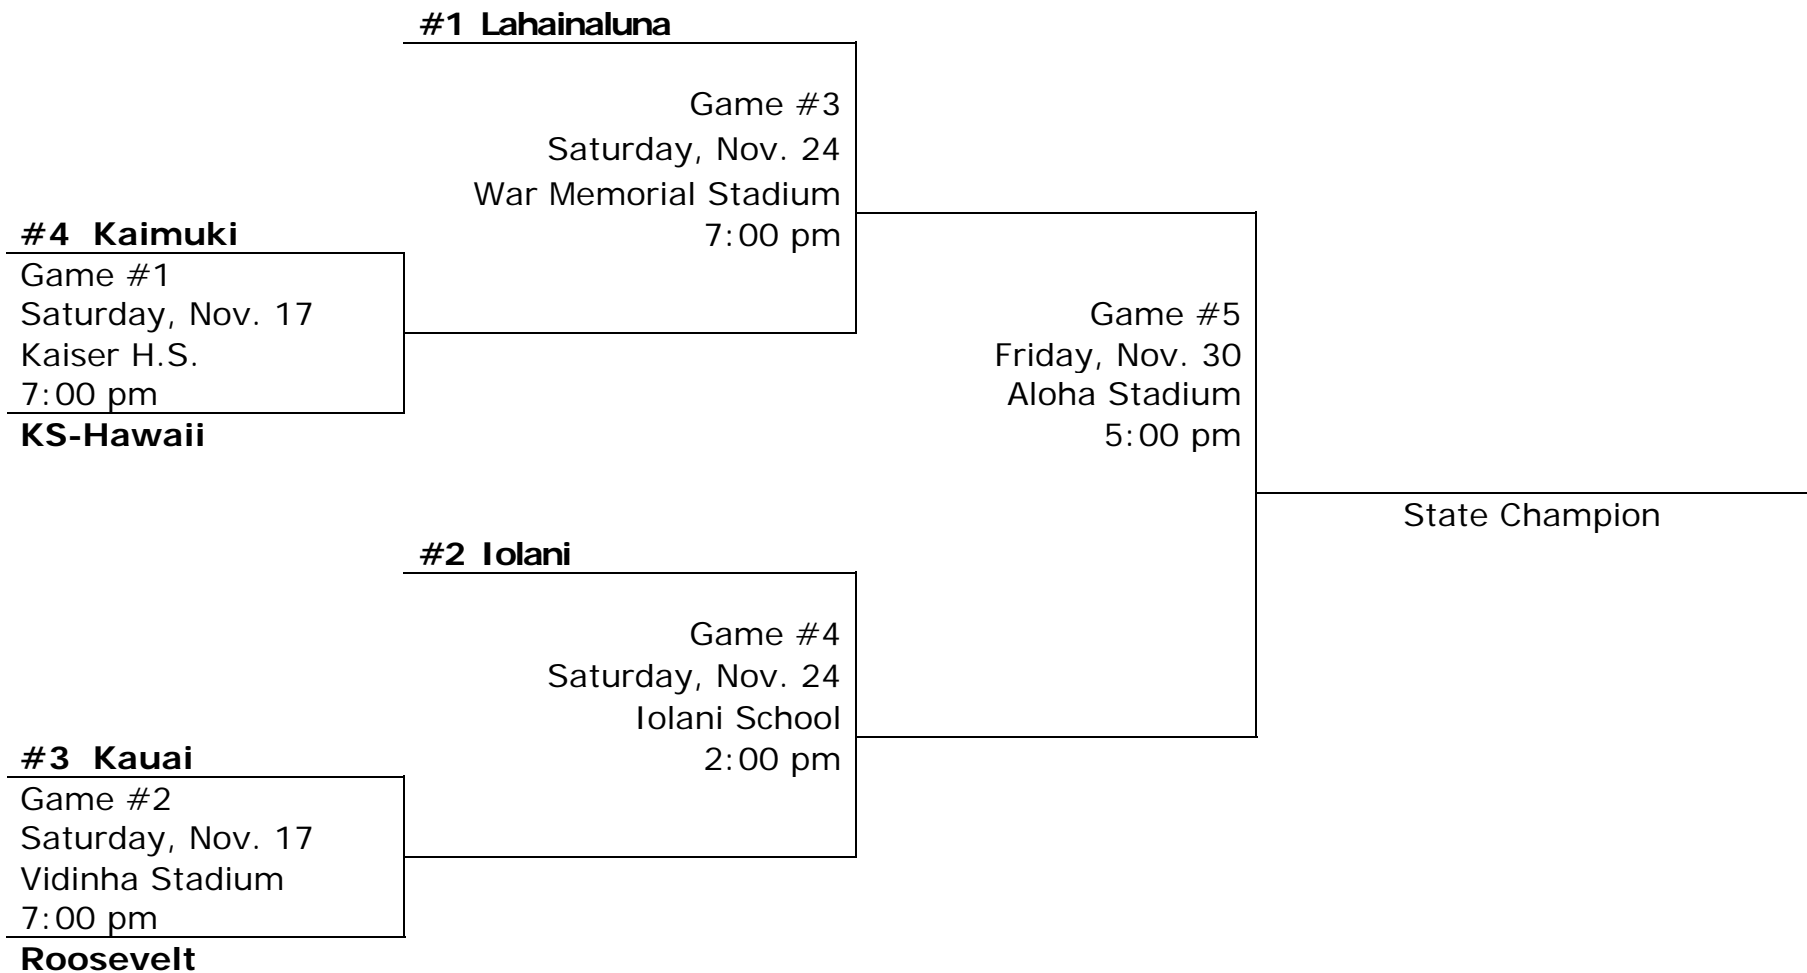 #1 Lahainaluna
Game #3
Saturday, Nov. 24
War Memorial Stadium
7:00 pm
#4 Kaimuki
Game #1
Saturday, Nov. 17
Kaiser H.S.
7:00 pm
KS-Hawaii
Game #5
Friday, Nov. 30
Aloha Stadium
5:00 pm
State Champion
#2 Iolani
Game #4
Saturday, Nov. 24
Iolani School
2:00 pm
#3 Kauai
Game #2
Saturday, Nov. 17
Vidinha Stadium
7:00 pm
Roosevelt